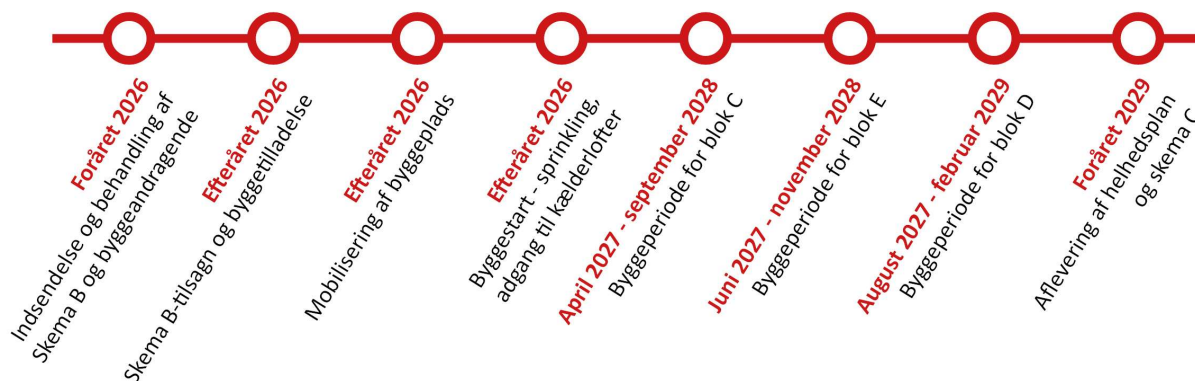 Foråret 2026
Indsendelse og behandling af
Skema B og byggeandragende
Efteråret 2026
Skema B-tilsagn og byggetilladelse
Efteråret 2026
Mobilisering af byggeplads
Efteråret 2026
Byggestart - sprinkling,
adgang til kælderlofter
April 2027 - september 2028
Byggeperiode for blok C
Juni 2027 - november 2028
Byggeperiode for blok E
August 2027 - februar 2029
Byggeperiode for blok D
Foråret 2029
Aflevering af helhedsplan
og skema C